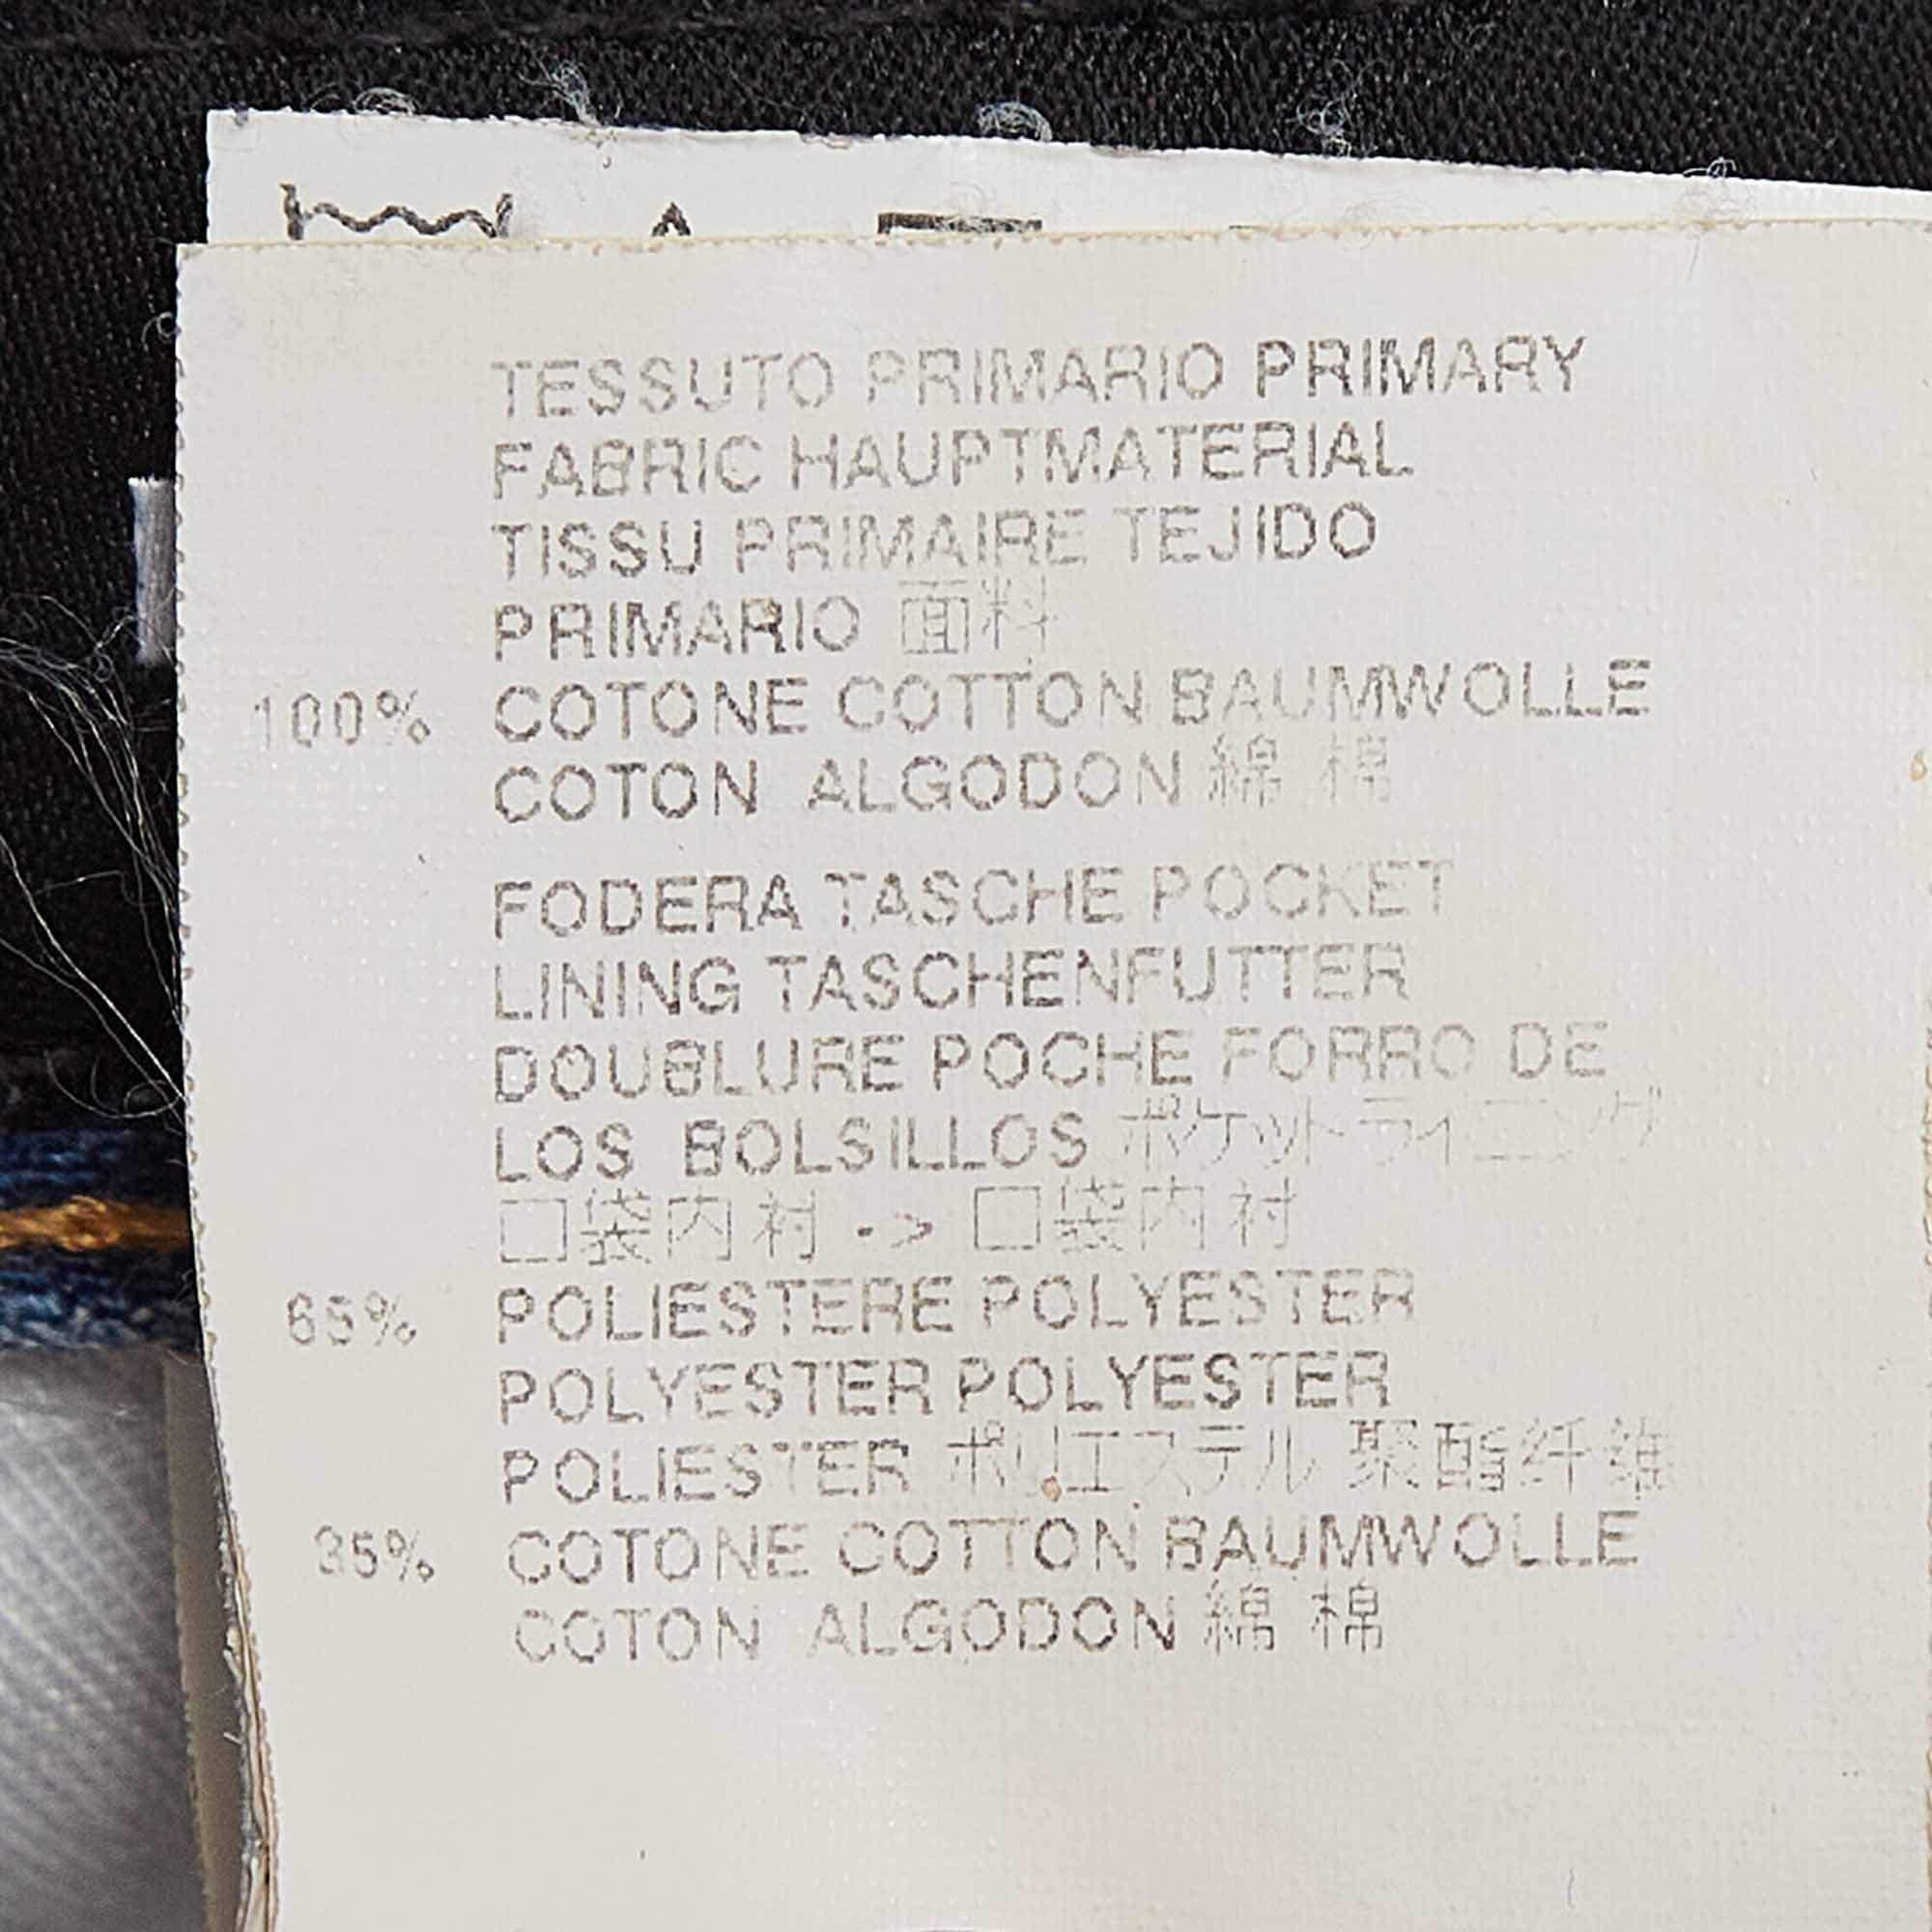 TESSUTO PRIMARIO PRIMARY
FABRIC HAUPTMATERIAL
TISSU PRIMAIRE TEJIDO
PRIMARIO 面料
100% COTONE COTTON BAUMWOLLE
COTON ALGODON 綿 棉
FODERA TASCHE POCKET
LINING TASCHENFUTTER
DOUBLURE POCHE FORRO DE
LOS BOLSILLOS ポケットライニング
口袋内衬 -> 口袋内衬
65% POLIESTERE POLYESTER
POLYESTER POLYESTER
POLIESTER ポリエステル 聚酯纤维
35% COTONE COTTON BAUMWOLLE
COTON ALGODON 綿 棉